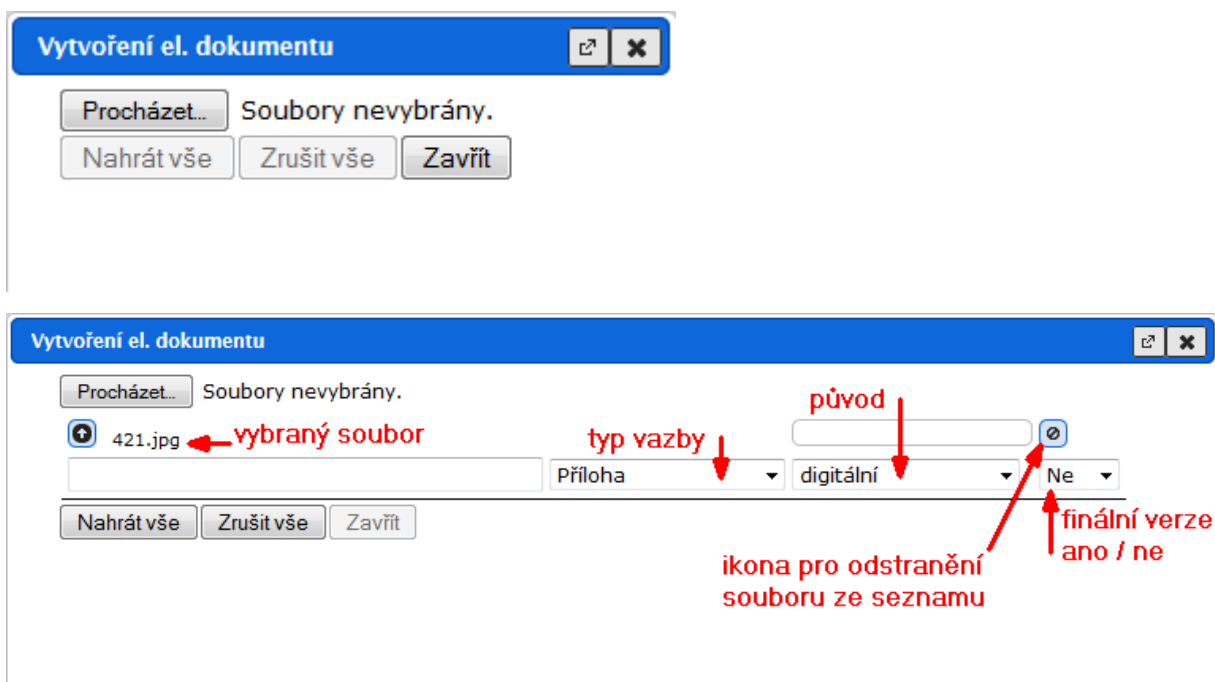 Vytvoření el. dokumentu
Procházet... Soubory nevybrány.
Nahrát vše Zrušit vše Zavřít
Vytvoření el. dokumentu
Procházet... Soubory nevybrány.
původ
421.jpg vybraný soubor
typ vazby
Příloha digitální Ne
Nahrát vše Zrušit vše Zavřít
finální verze
ano / ne
ikona pro odstranění
souboru ze seznamu